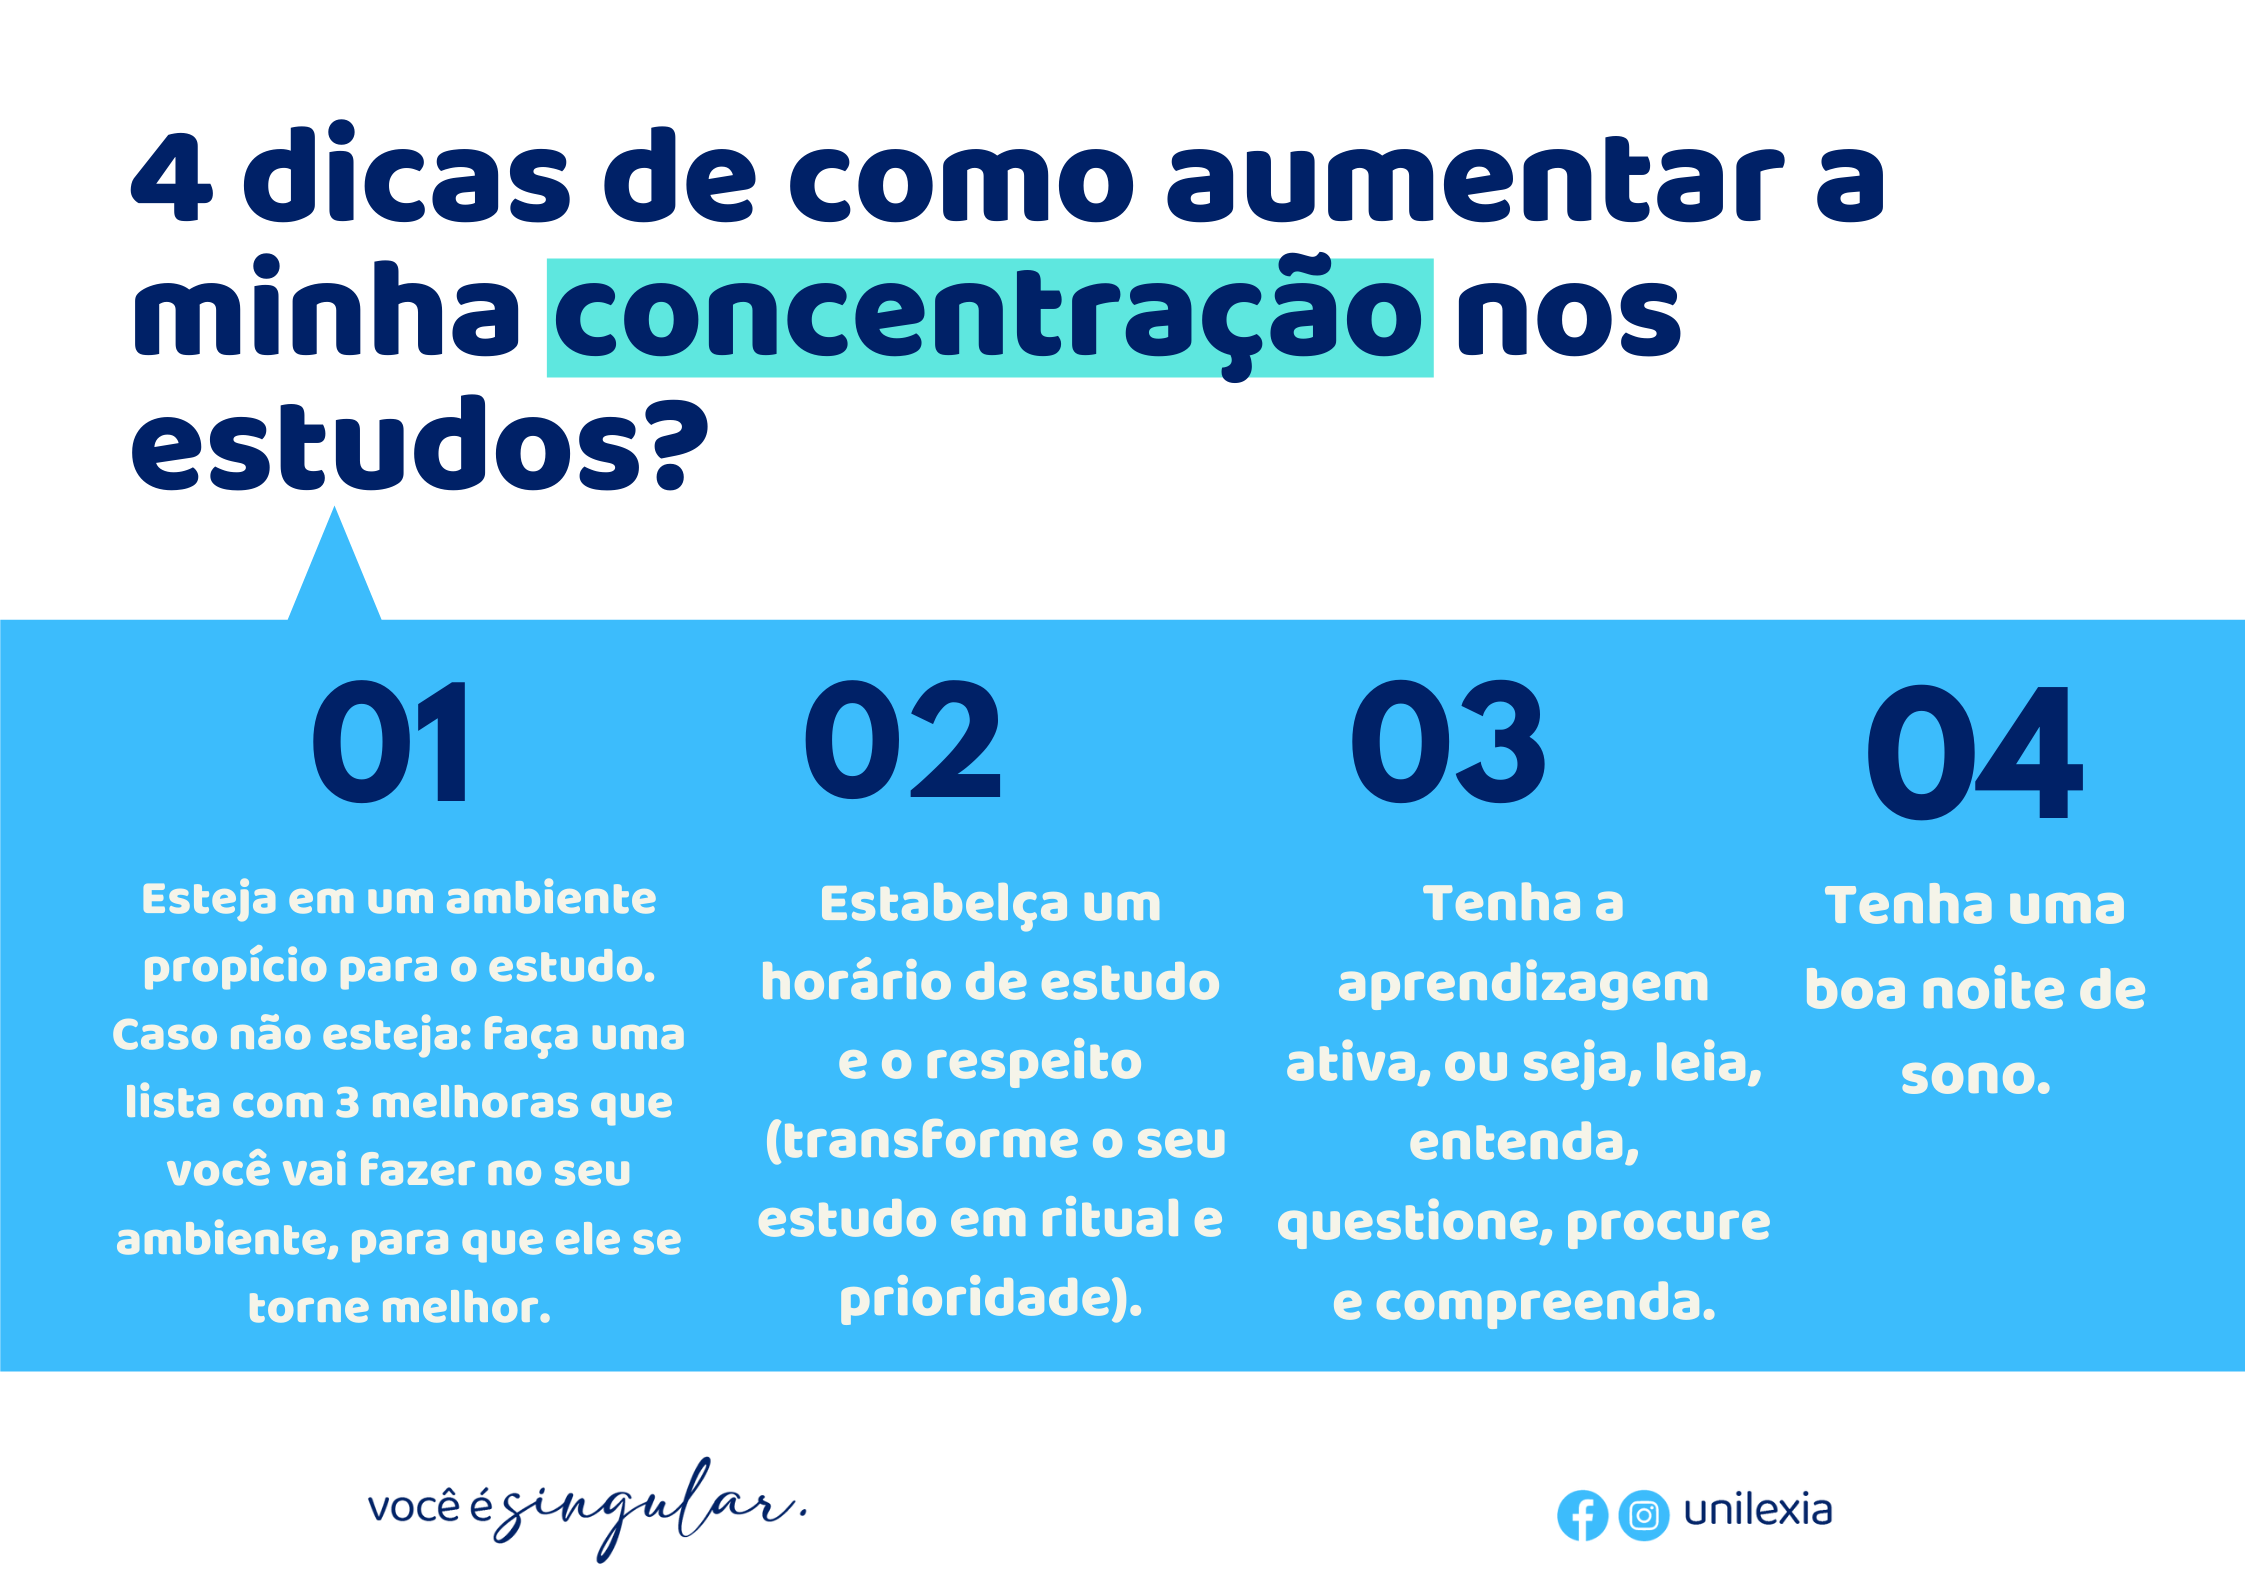 4 dicas de como aumentar a
minha concentração nos
estudos?
01
Esteja em um ambiente
propício para o estudo.
Caso não esteja: faça uma
lista com 3 melhoras que
você vai fazer no seu
ambiente, para que ele se
torne melhor.
02
Estabelça um
horário de estudo
e o respeito
(transforme o seu
estudo em ritual e
prioridade).
03
Tenha a
aprendizagem
ativa, ou seja, leia,
entenda,
questione, procure
e compreenda.
04
Tenha uma
boa noite de
sono.
você é singular.
unilexia